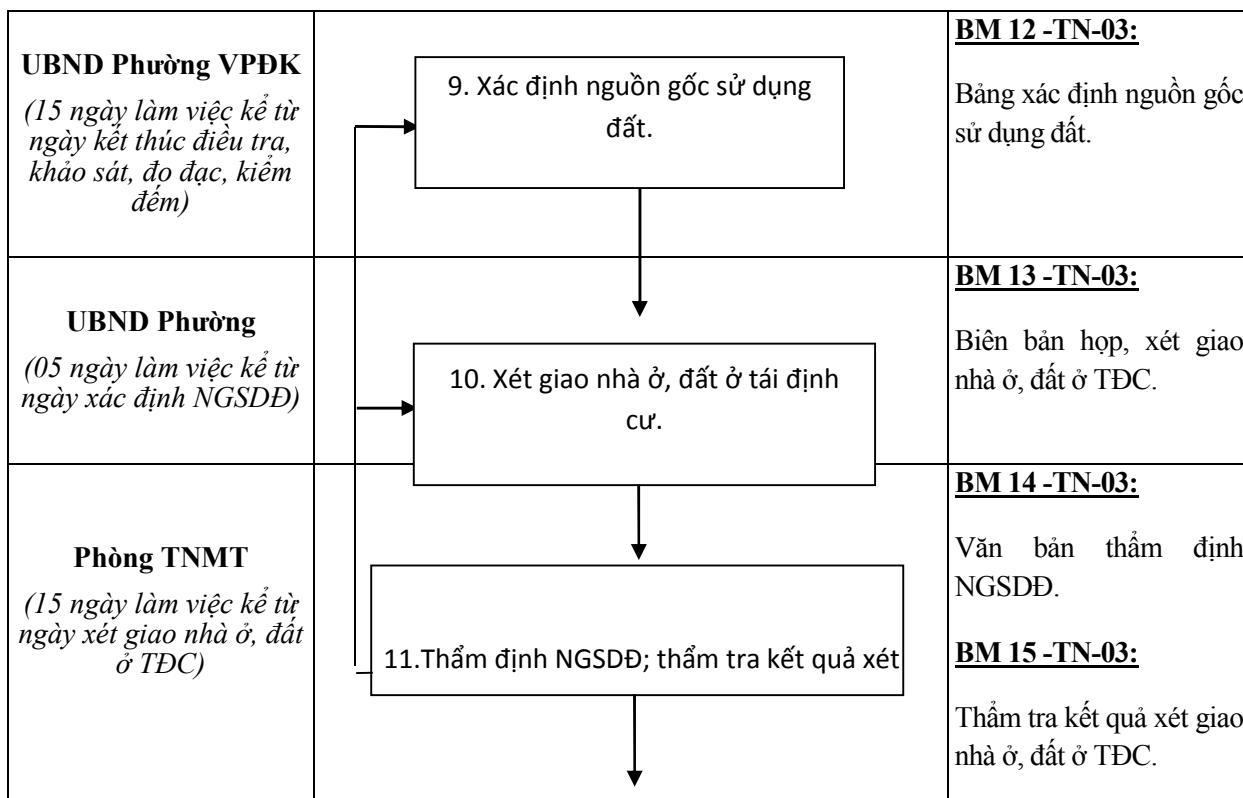 UBND Phường VPĐK
(15 ngày làm việc kể từ
ngày kết thúc điều tra,
khảo sát, đo đạc, kiểm
đếm)
9. Xác định nguồn gốc sử dụng
đất.
BM 12 -TN-03:
Bảng xác định nguồn gốc
sử dụng đất.
UBND Phường
(05 ngày làm việc kể từ
ngày xác định NGSDĐ)
10. Xét giao nhà ở, đất ở tái định
cư.
BM 13 -TN-03:
Biên bản họp, xét giao
nhà ở, đất ở TĐC.
Phòng TNMT
(15 ngày làm việc kể từ
ngày xét giao nhà ở, đất
ở TĐC)
11.Thẩm định NGSDĐ; thẩm tra kết quả xét
BM 14 -TN-03:
Văn bản thẩm định
NGSDĐ.
BM 15 -TN-03:
Thẩm tra kết quả xét giao
nhà ở, đất ở TĐC.